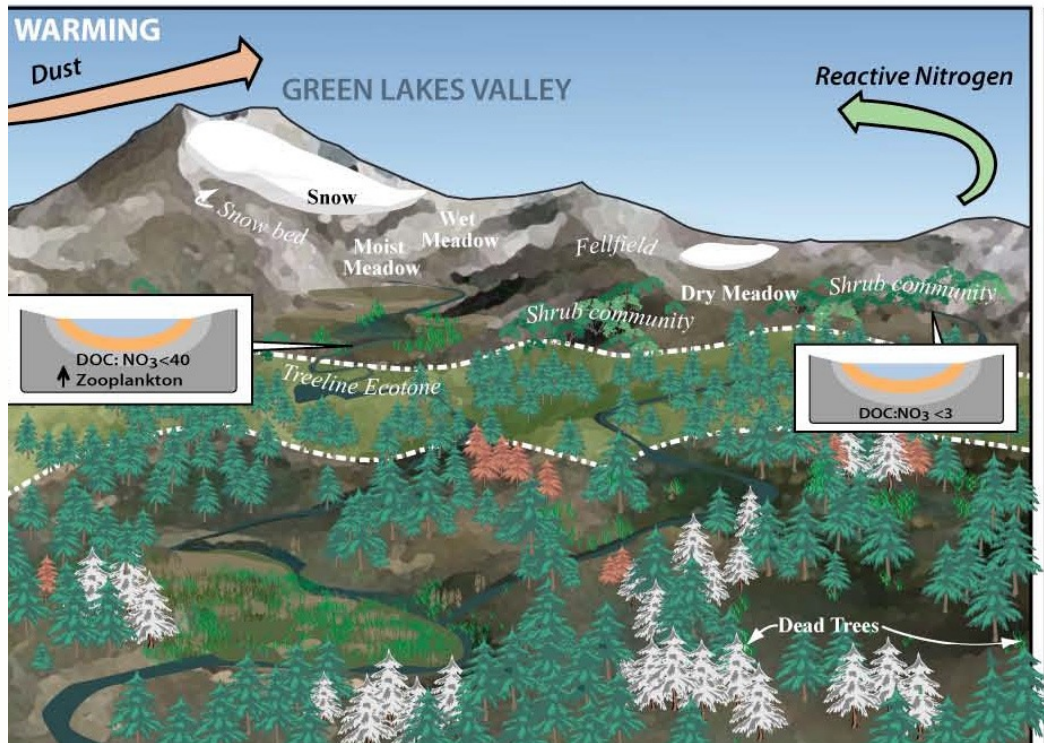 WARMING
Dust
GREEN LAKES VALLEY
Reactive Nitrogen
Snow
Snow bed
Wet
Meadow
Moist
Meadow
Fellfield
Shrub community
Dry Meadow
Shrub community
DOC: NO3<40
Zooplankton
Treeline Ecotone
DOC:NO3 <3
Dead Trees